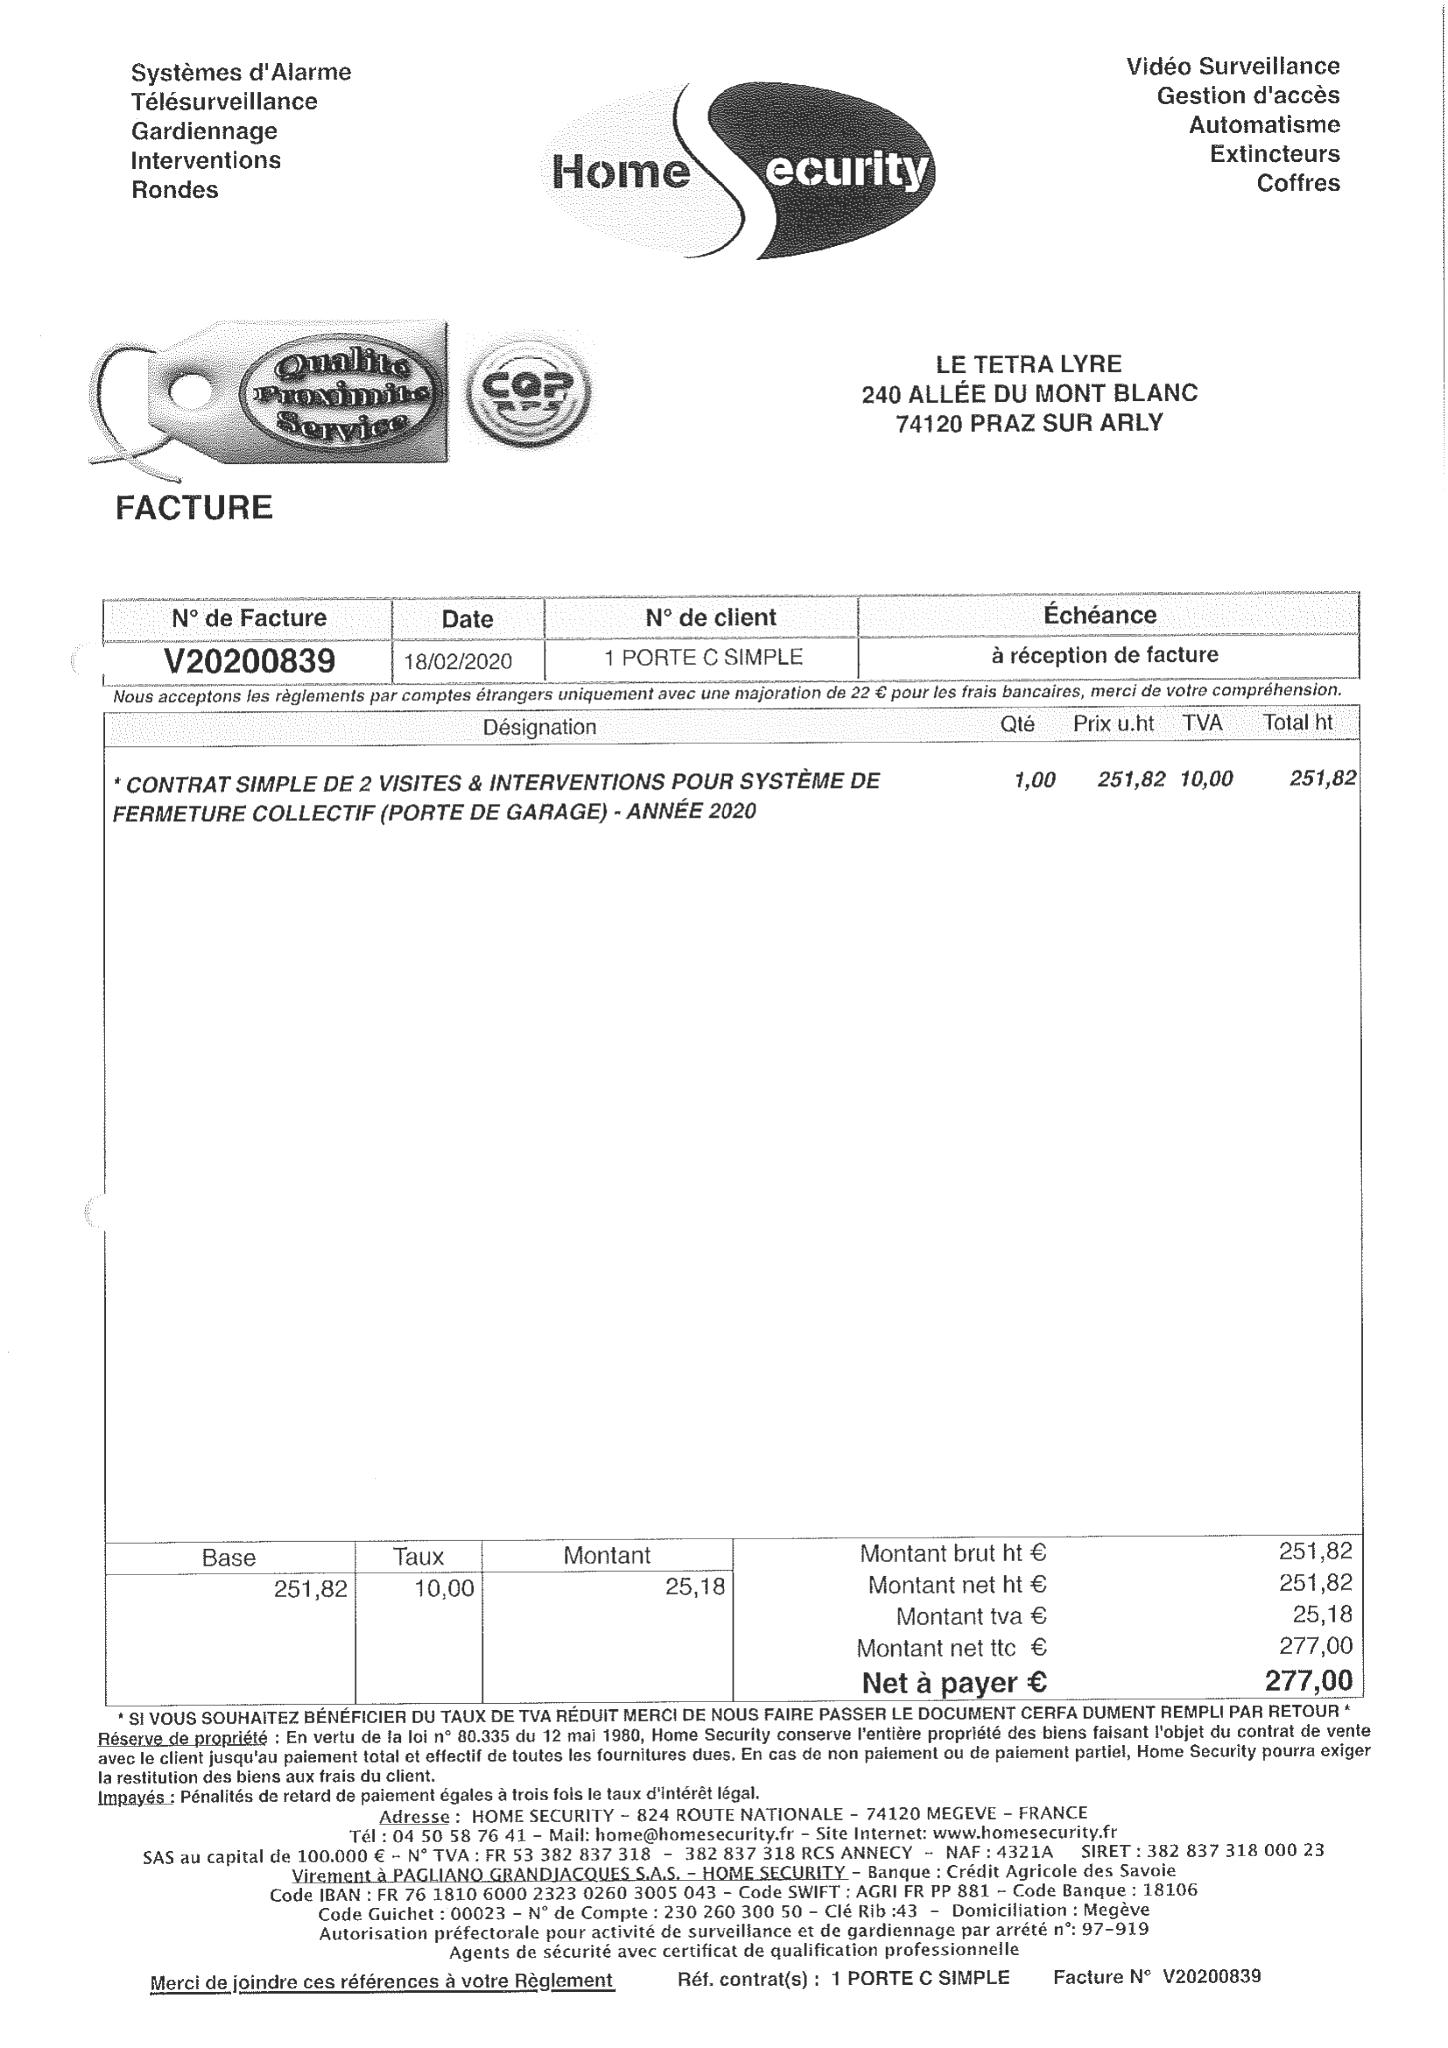 Systèmes d'Alarme
Télésurveillance
Gardiennage
Interventions
Rondes
Home Security
Vidéo Surveillance
Gestion d'accès
Automatisme
Extincteurs
Coffres
Qualité
Proximité
Service
CQP
APS
LE TETRA LYRE
240 ALLÉE DU MONT BLANC
74120 PRAZ SUR ARLY
FACTURE
N° de Facture Date N° de client Échéance
V20200839 18/02/2020 1 PORTE C SIMPLE à réception de facture
Nous acceptons les règlements par comptes étrangers uniquement avec une majoration de 22 € pour les frais bancaires, merci de votre compréhension.
Désignation Qté Prix u.ht TVA Total ht
* CONTRAT SIMPLE DE 2 VISITES & INTERVENTIONS POUR SYSTÈME DE 1,00 251,82 10,00 251,82
FERMETURE COLLECTIF (PORTE DE GARAGE) - ANNÉE 2020
Base Taux Montant
251,82 10,00 25,18
Montant brut ht € 251,82
Montant net ht € 251,82
Montant tva € 25,18
Montant net ttc € 277,00
Net à payer € 277,00
* SI VOUS SOUHAITEZ BÉNÉFICIER DU TAUX DE TVA RÉDUIT MERCI DE NOUS FAIRE PASSER LE DOCUMENT CERFA DUMENT REMPLI PAR RETOUR *
Réserve de propriété : En vertu de la loi n° 80.335 du 12 mai 1980, Home Security conserve l'entière propriété des biens faisant l'objet du contrat de vente
avec le client jusqu'au paiement total et effectif de toutes les fournitures dues. En cas de non paiement ou de paiement partiel, Home Security pourra exiger
la restitution des biens aux frais du client.
Impayés : Pénalités de retard de paiement égales à trois fois le taux d'intérêt légal.
Adresse : HOME SECURITY – 824 ROUTE NATIONALE – 74120 MEGEVE – FRANCE
Tél : 04 50 58 76 41 – Mail: home@homesecurity.fr – Site Internet: www.homesecurity.fr
SAS au capital de 100.000 € – N° TVA : FR 53 382 837 318 – 382 837 318 RCS ANNECY – NAF : 4321A SIRET : 382 837 318 000 23
Virement à PAGLIANO GRANDJACQUES S.A.S. – HOME SECURITY – Banque : Crédit Agricole des Savoie
Code IBAN : FR 76 1810 6000 2323 0260 3005 043 – Code SWIFT : AGRI FR PP 881 – Code Banque : 18106
Code Guichet : 00023 – N° de Compte : 230 260 300 50 – Clé Rib :43 – Domiciliation : Megève
Autorisation préfectorale pour activité de surveillance et de gardiennage par arrété n°: 97-919
Agents de sécurité avec certificat de qualification professionnelle
Merci de joindre ces références à votre Règlement Réf. contrat(s) : 1 PORTE C SIMPLE Facture N° V20200839